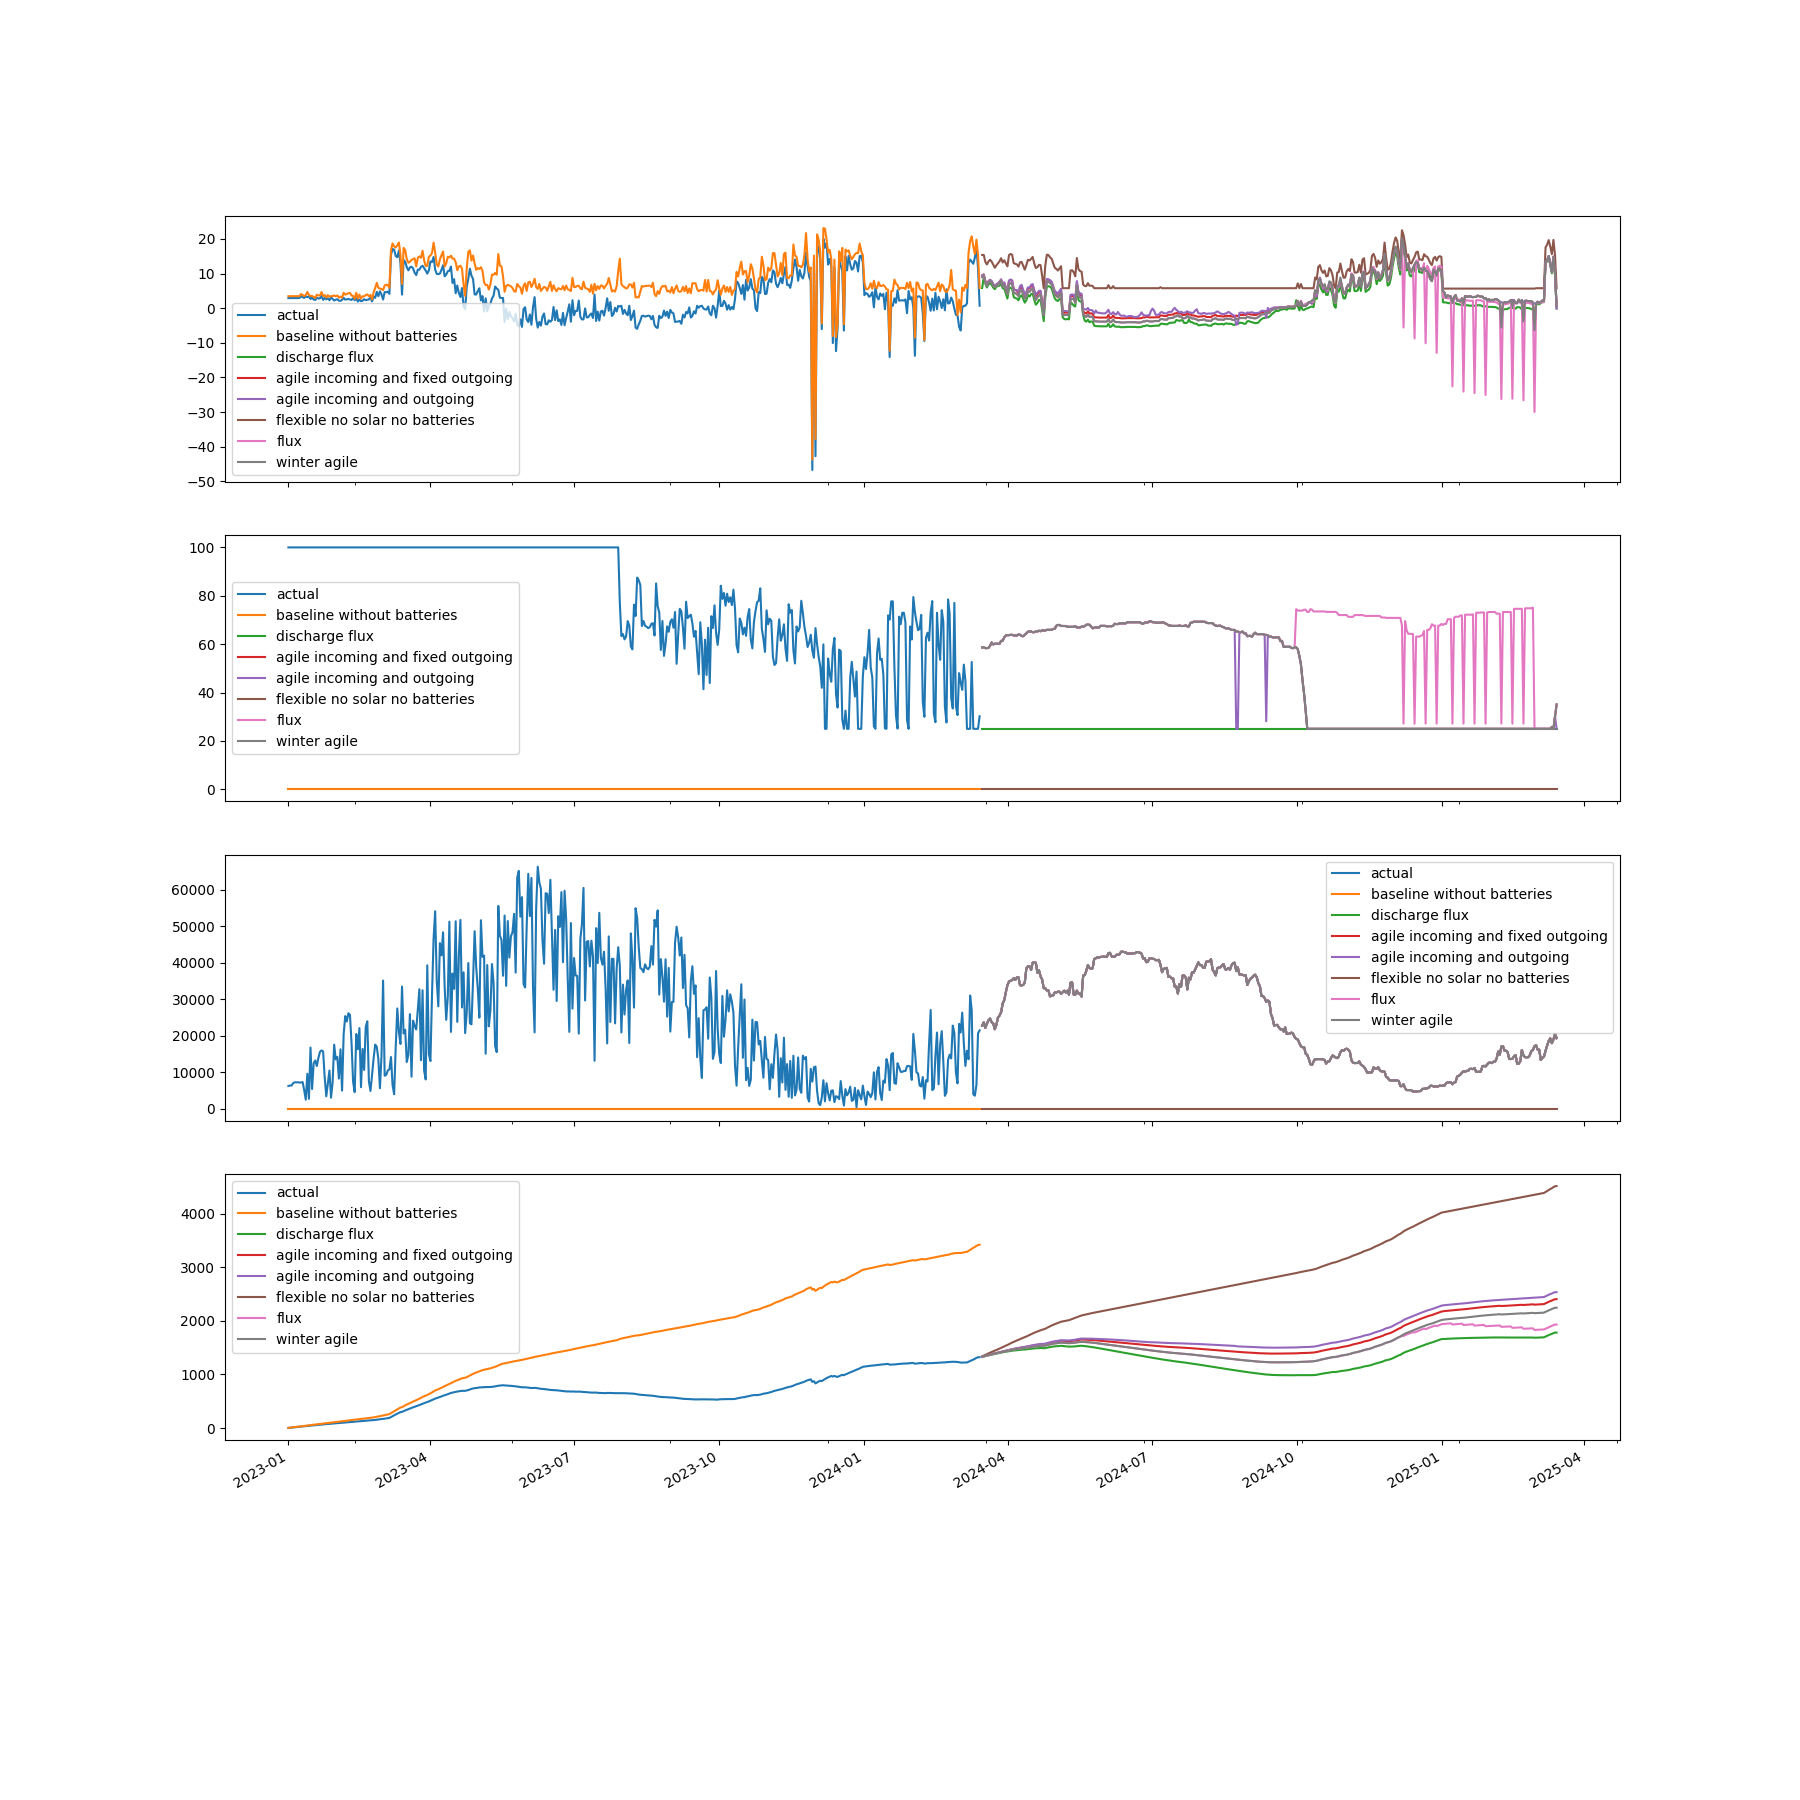 20
10
0
−10
−20
−30
−40
−50
actual
baseline without batteries
discharge flux
agile incoming and fixed outgoing
agile incoming and outgoing
flexible no solar no batteries
flux
winter agile
100
80
60
40
20
0
actual
baseline without batteries
discharge flux
agile incoming and fixed outgoing
agile incoming and outgoing
flexible no solar no batteries
flux
winter agile
60000
50000
40000
30000
20000
10000
0
actual
baseline without batteries
discharge flux
agile incoming and fixed outgoing
agile incoming and outgoing
flexible no solar no batteries
flux
winter agile
4000
3000
2000
1000
0
actual
baseline without batteries
discharge flux
agile incoming and fixed outgoing
agile incoming and outgoing
flexible no solar no batteries
flux
winter agile
2023-01
2023-04
2023-07
2023-10
2024-01
2024-04
2024-07
2024-10
2025-01
2025-04